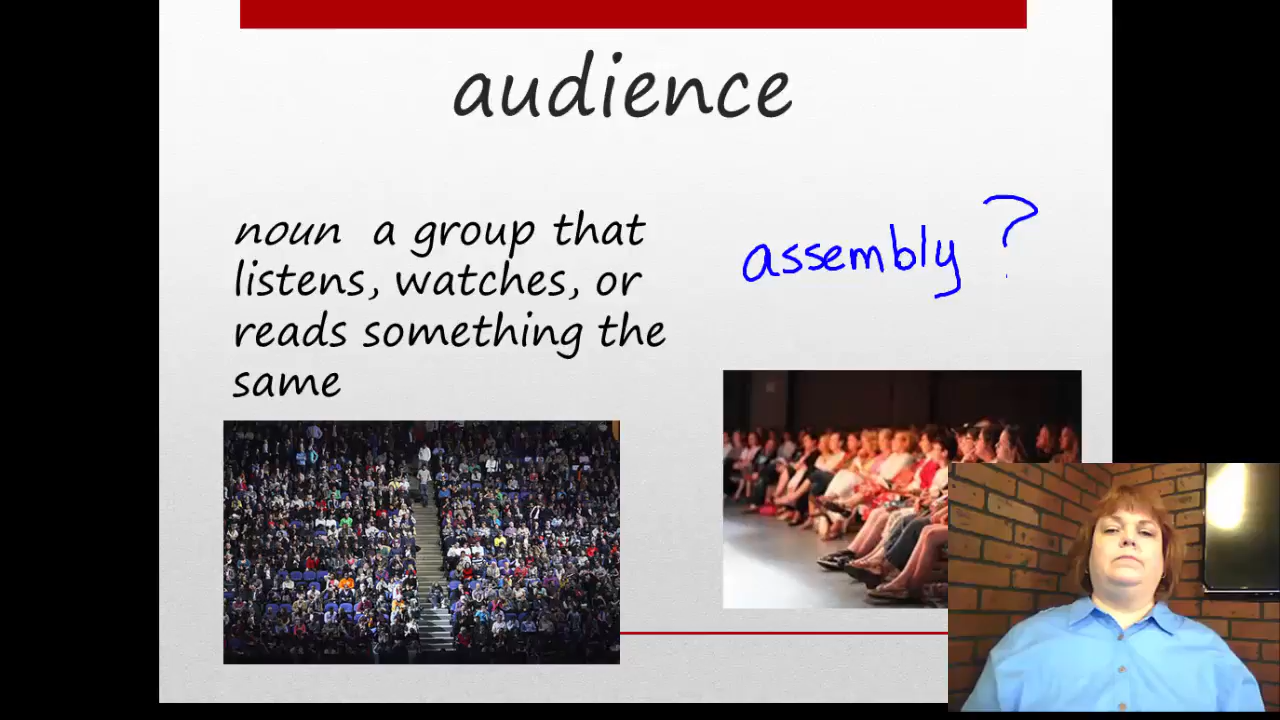 audience
noun a group that
listens, watches, or
reads something the
same
assembly ?